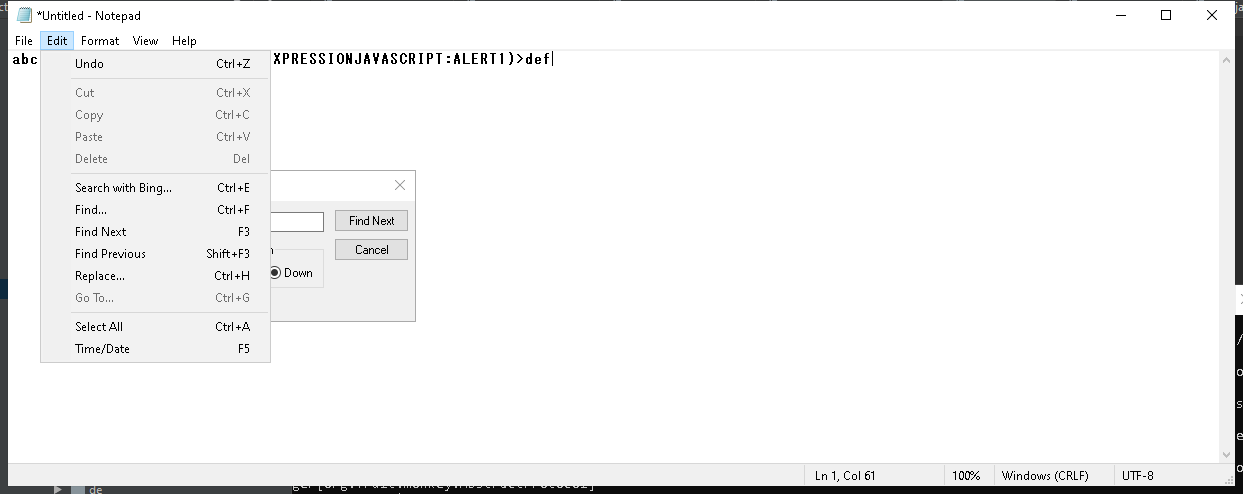 *Untitled - Notepad
File Edit Format View Help
abc XPRESSIONJAVASCRIPT:ALERT1)>def
Undo Ctrl+Z
Cut Ctrl+X
Copy Ctrl+C
Paste Ctrl+V
Delete Del
Search with Bing... Ctrl+E
Find... Ctrl+F
Find Next F3
Find Previous Shift+F3
Replace... Ctrl+H
Go To... Ctrl+G
Select All Ctrl+A
Time/Date F5
Find Next
Cancel
Down
Ln 1, Col 61 100% Windows (CRLF) UTF-8
de